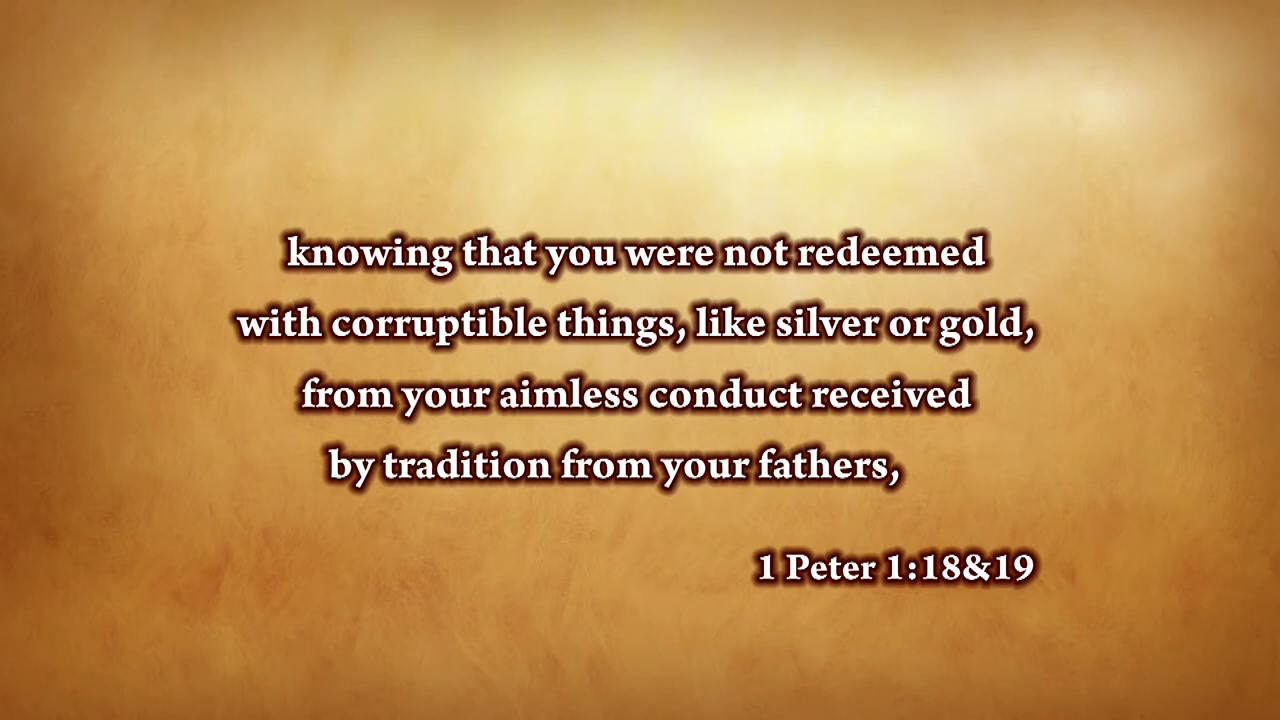 knowing that you were not redeemed
with corruptible things, like silver or gold,
from your aimless conduct received
by tradition from your fathers,
1 Peter 1:18&19